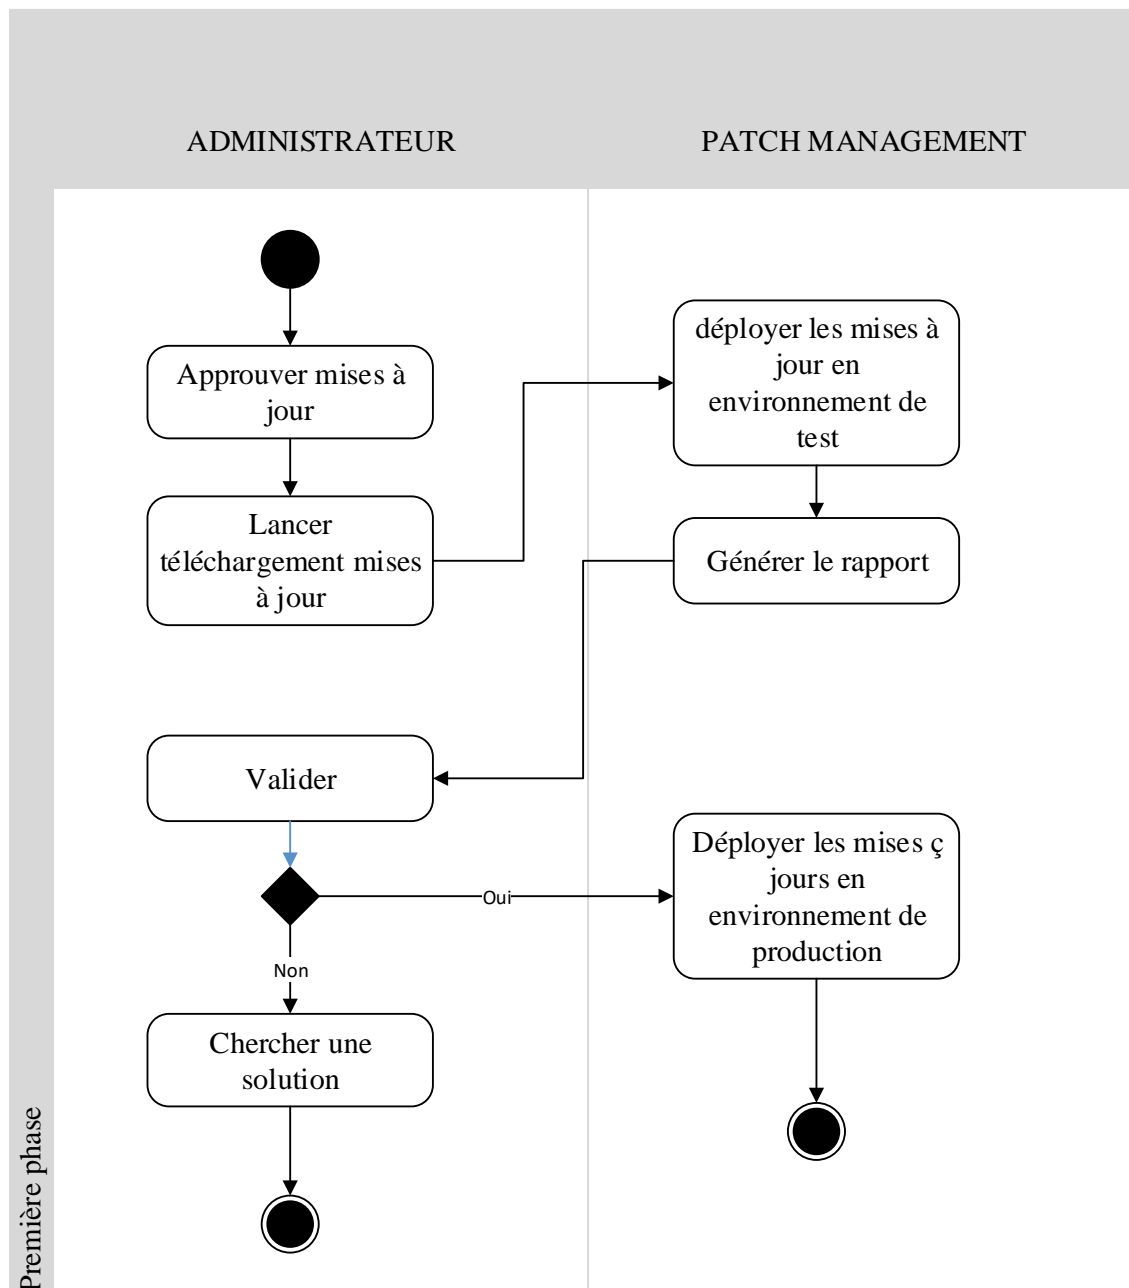 ADMINISTRATEUR
PATCH MANAGEMENT
Approuver mises à
jour
Lancer
téléchargement mises
à jour
déployer les mises à
jour en
environnement de
test
Générer le rapport
Valider
Oui
Déployer les mises ç
jours en
environnement de
production
Non
Chercher une
solution
Première phase